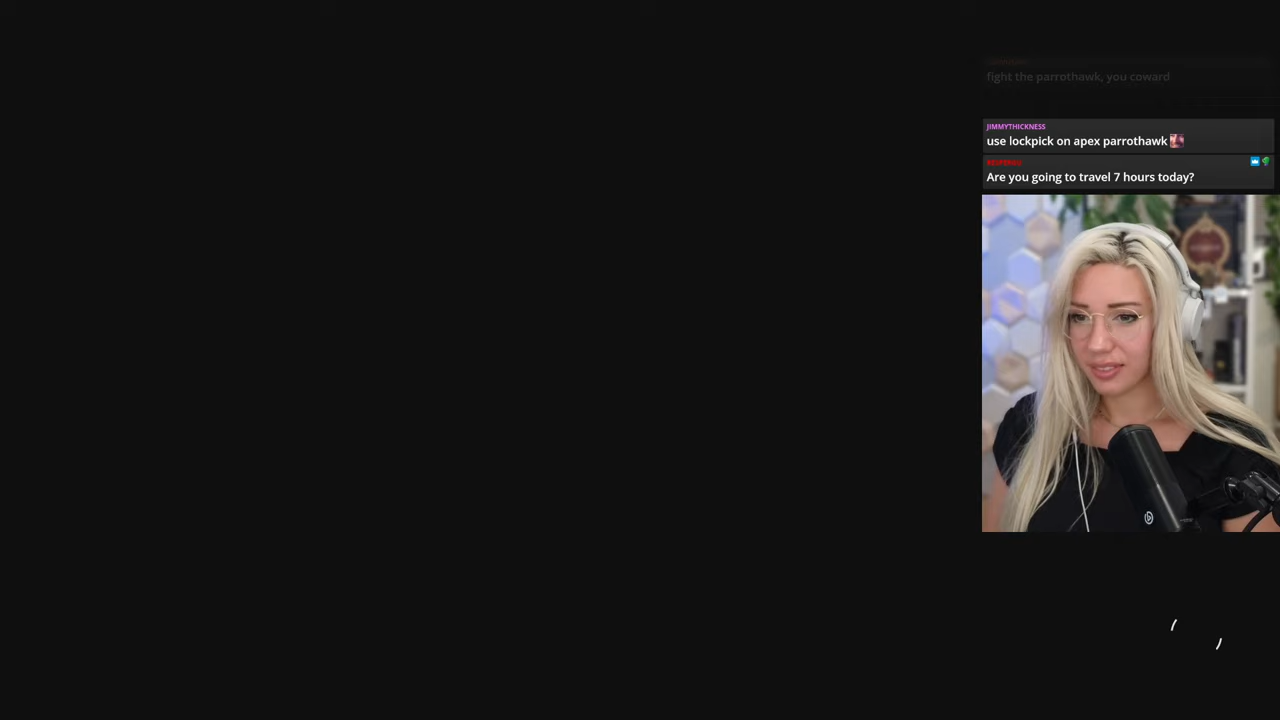 fight the parrothawk, you coward
JIMMYTHICKNESS
use lockpick on apex parrothawk
Are you going to travel 7 hours today?